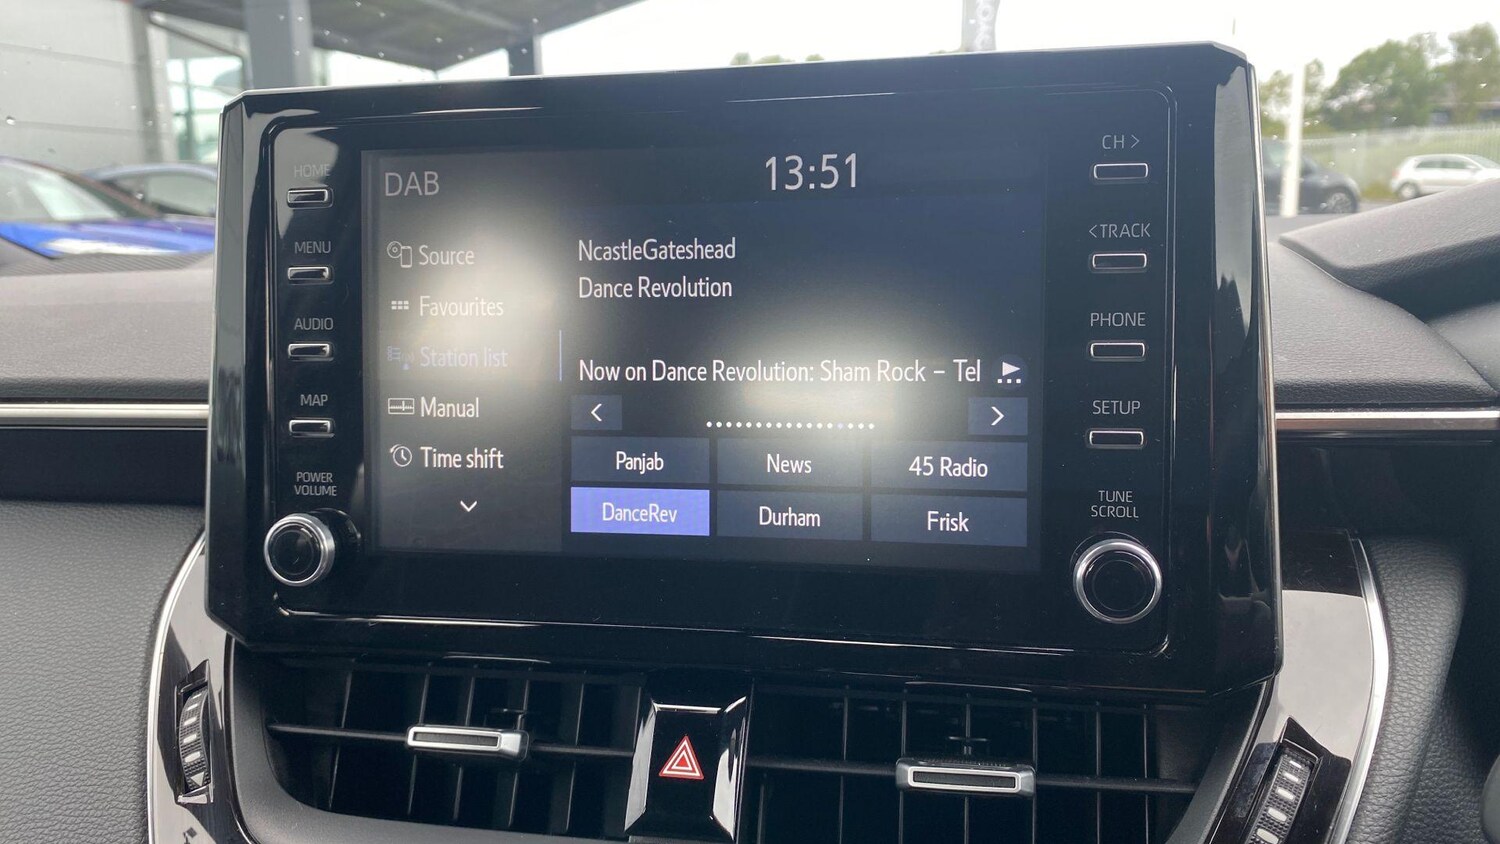 HOME
MENU
AUDIO
MAP
POWER
VOLUME
DAB
13:51
Source
Favourites
Station list
Manual
Time shift
NcastleGateshead
Dance Revolution
Now on Dance Revolution: Sham Rock – Tel
<
>
Panjab
News
45 Radio
DanceRev
Durham
Frisk
CH >
<TRACK
PHONE
SETUP
TUNE
SCROLL